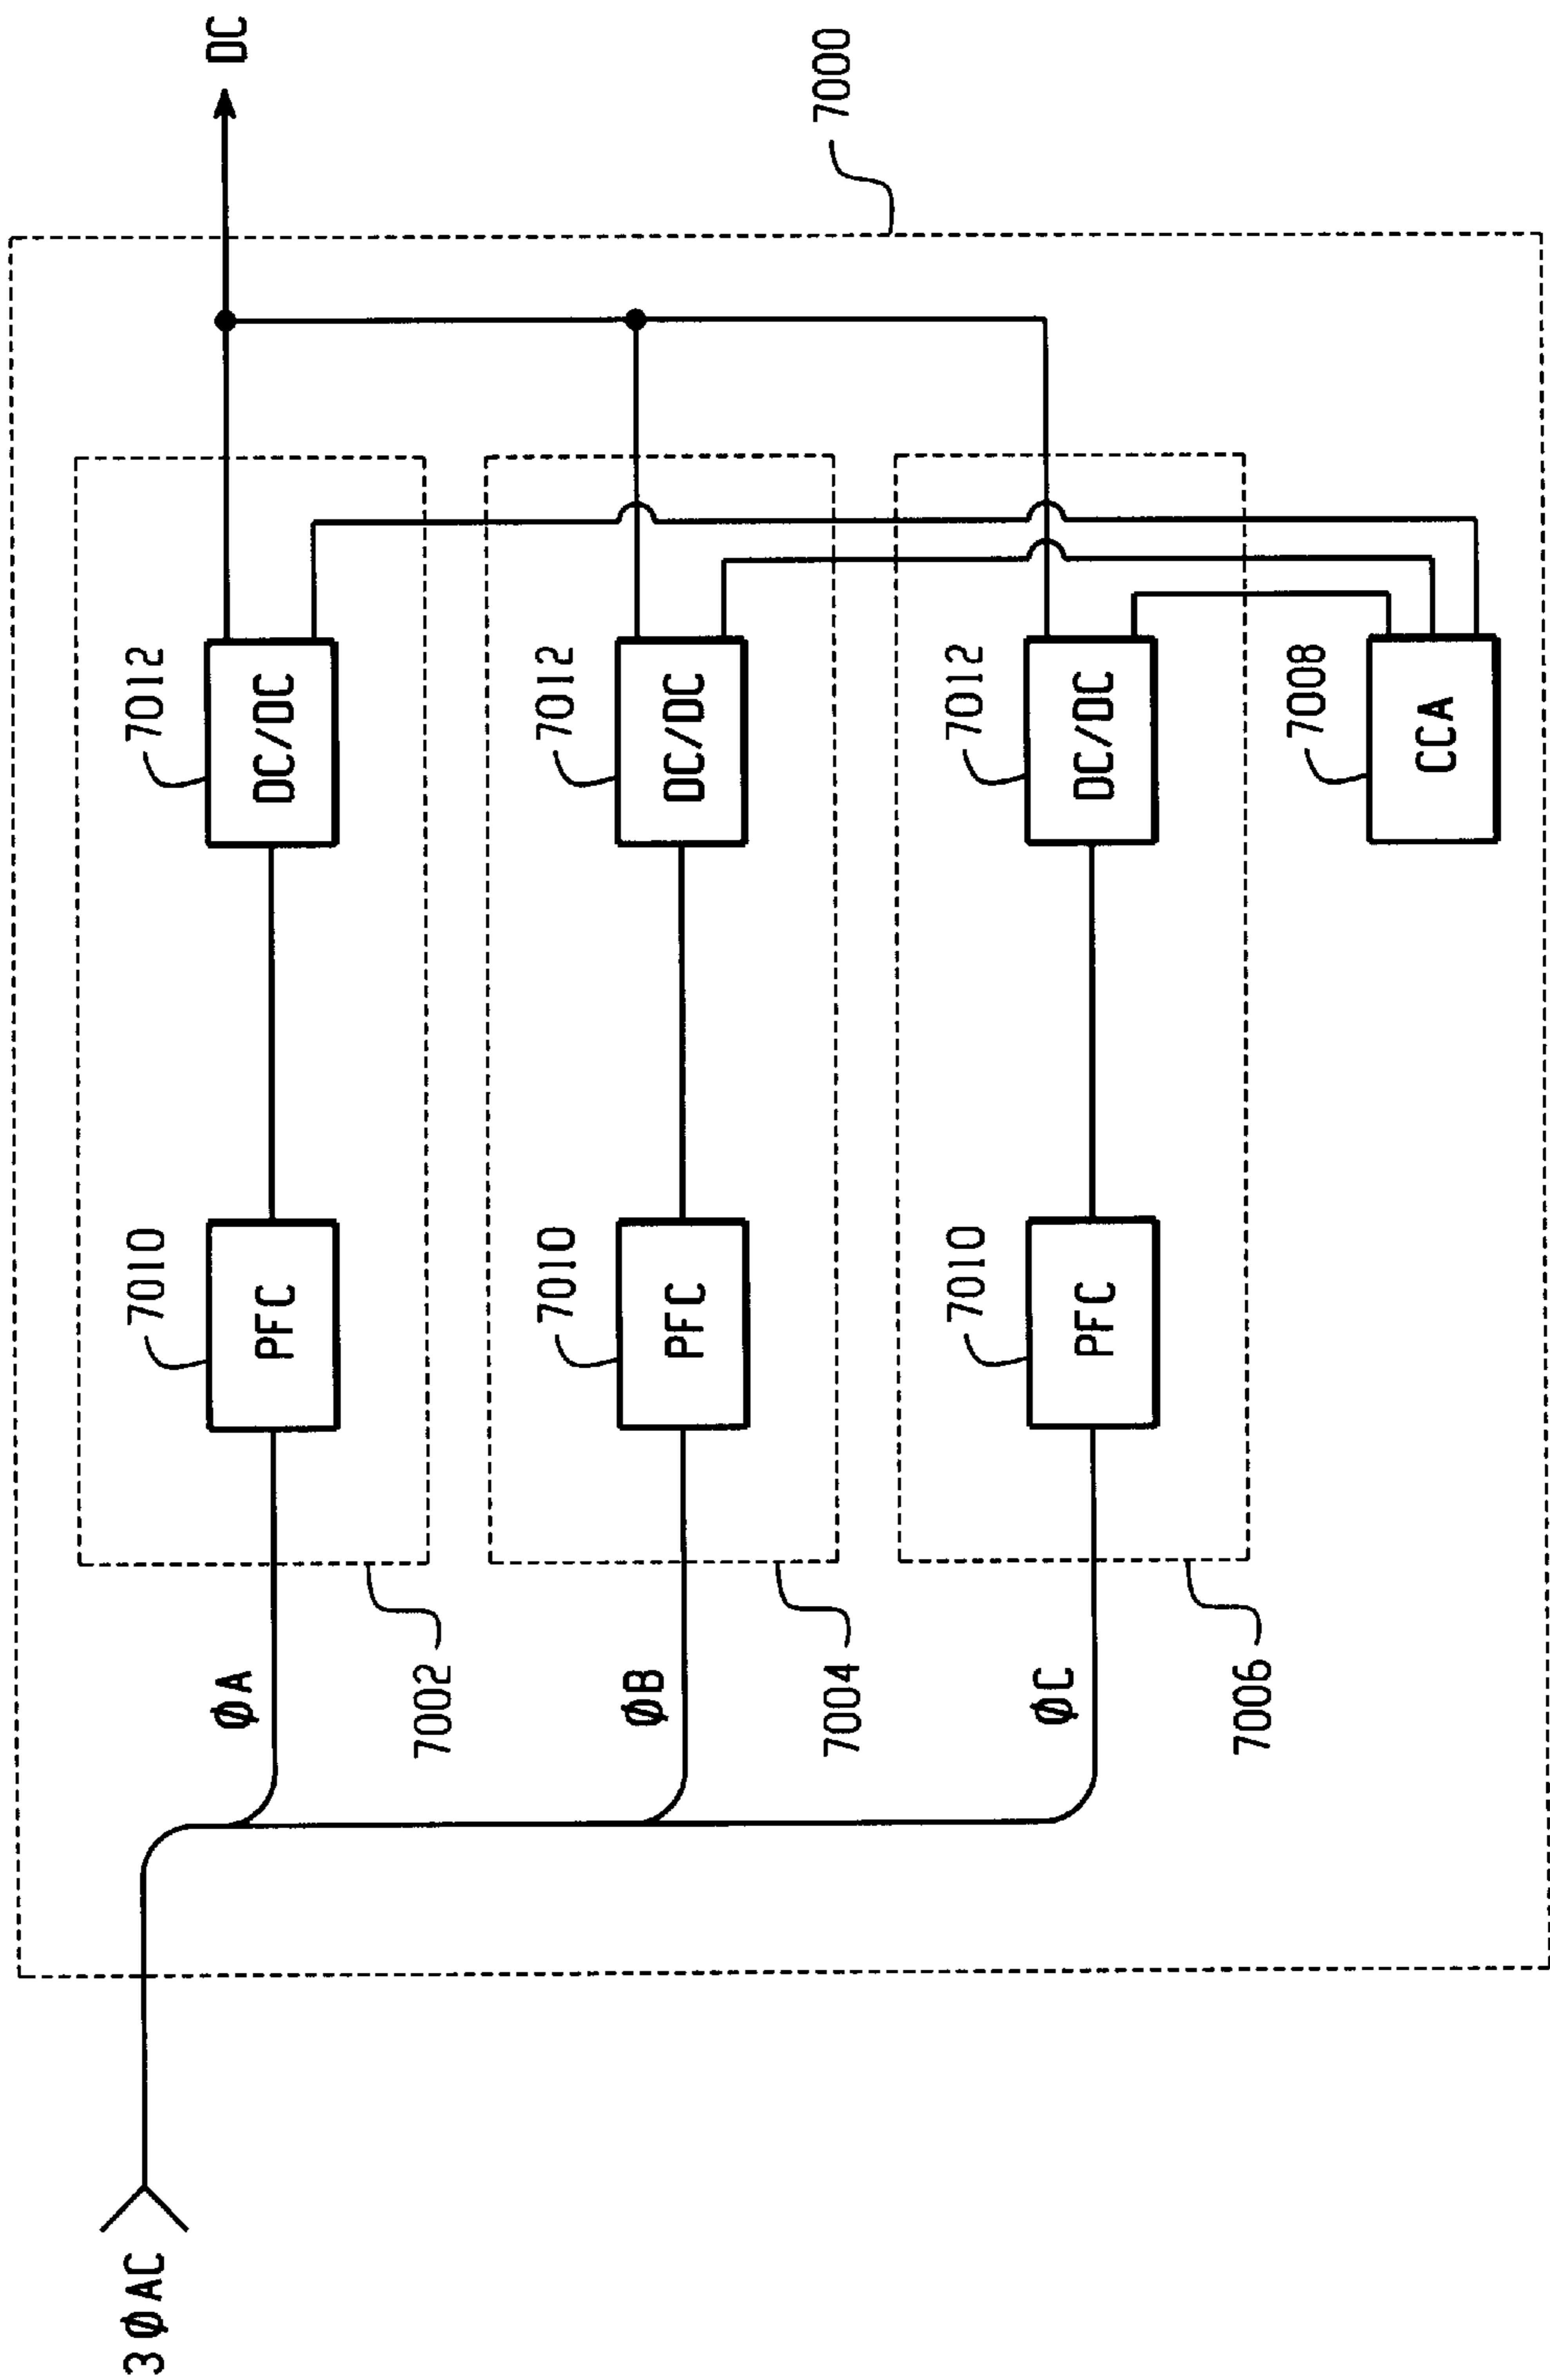 3ØAC
DC
7000
ØA
7002
7010
PFC
7012
DC/DC
ØB
7004
7010
PFC
7012
DC/DC
ØC
7006
7010
PFC
7012
DC/DC
7008
CCA